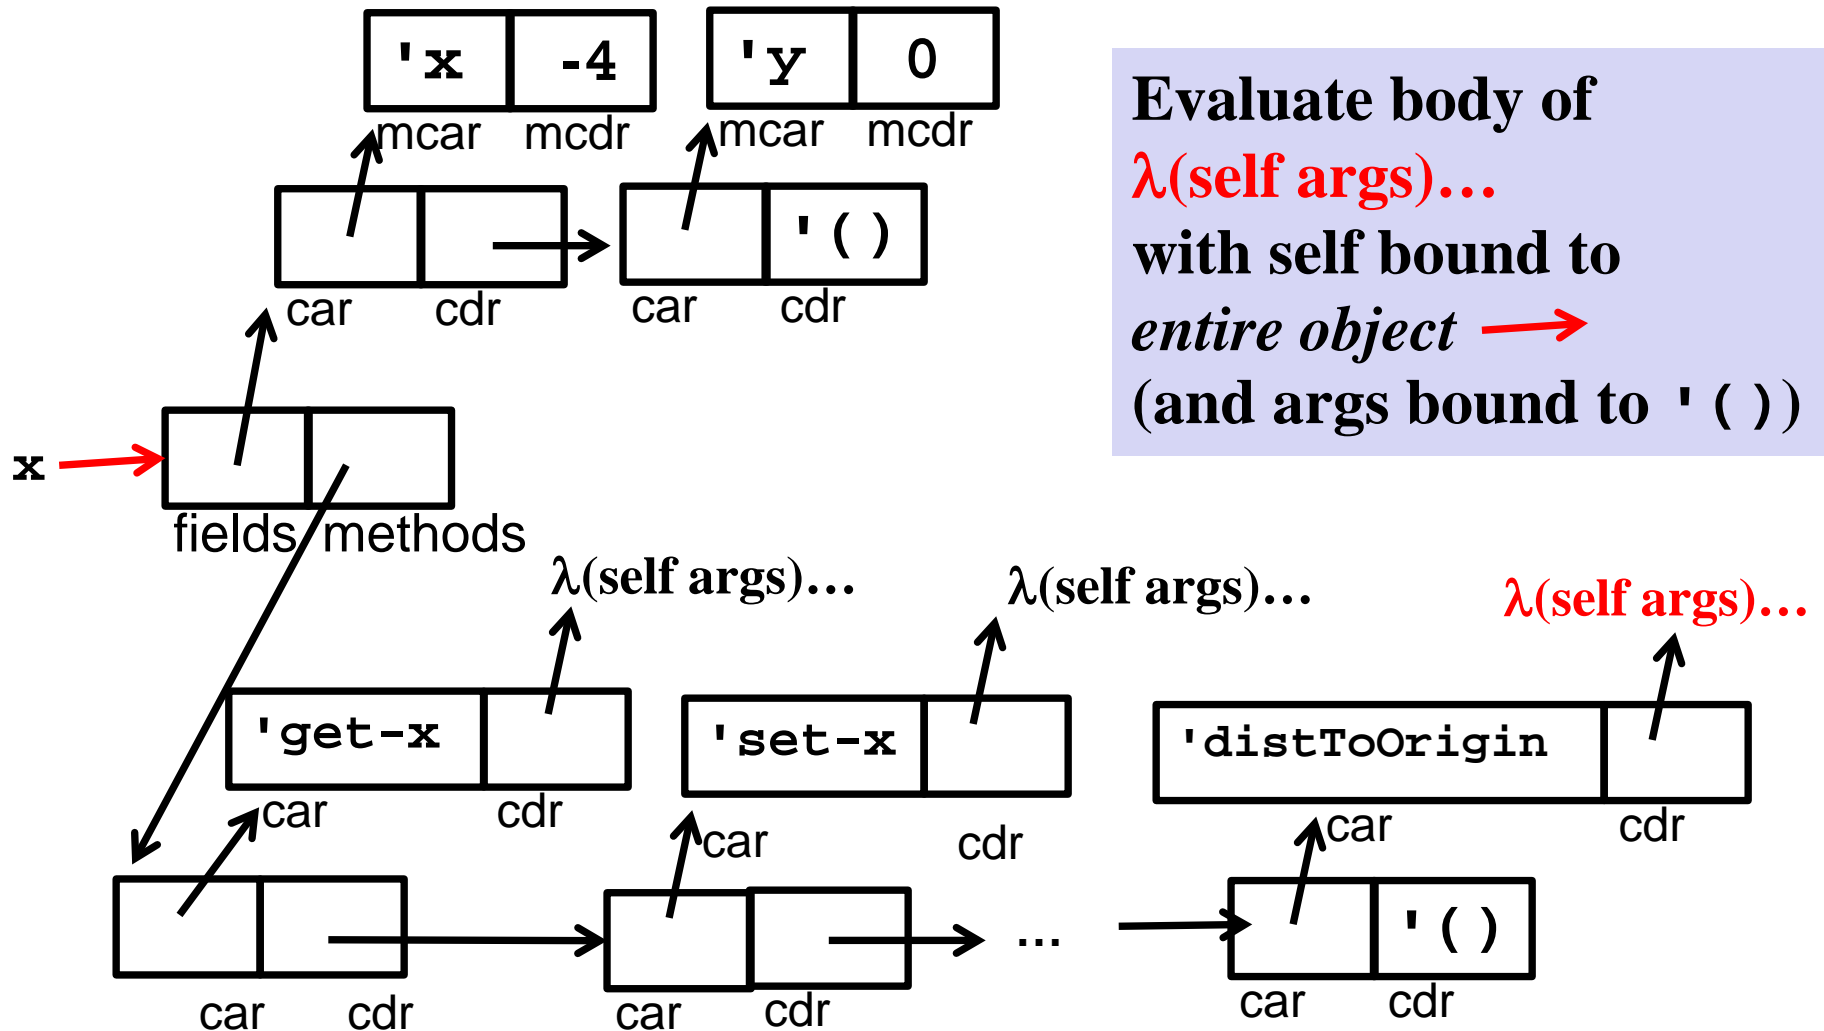 'x -4 'y 0
mcar mcdr mcar mcdr
'()
car cdr car cdr
Evaluate body of
λ(self args)…
with self bound to
entire object
(and args bound to '())
x
fields methods
λ(self args)… λ(self args)… λ(self args)…
'get-x 'set-x 'distToOrigin
car cdr car cdr car cdr
… '()
car cdr car cdr car cdr